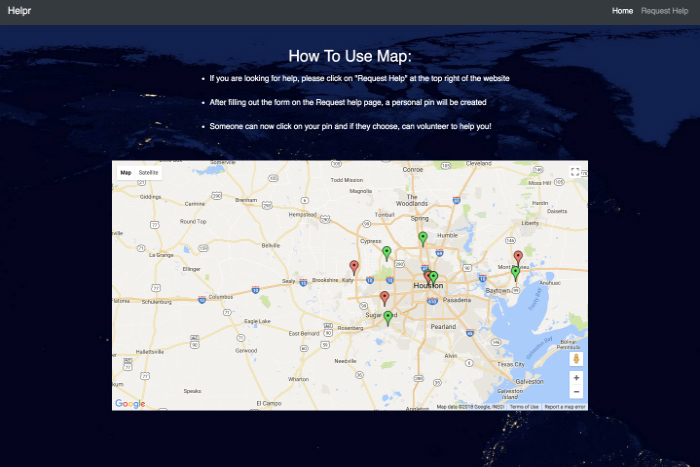 Helpr
Home Request Help
How To Use Map:
If you are looking for help, please click on "Request Help" at the top right of the website
After filling out the form on the Request help page, a personal pin will be created
Someone can now click on your pin and if they choose, can volunteer to help you!
Map Satellite
Somerville
Conroe
Cleveland
Todd Mission
Magnolia
Moss Hill
Giddings
Carmine
Brenham
The Woodlands
Hardin
Daisetta
Round Top
Hempstead
Tomball
Spring
Liberty
Bellville
Cypress
Humble
La Grange
Mont Belvieu
Ellinger
Sealy
Brookshire
Katy
Houston
Anahuac
Baytown
Columbus
Pasadena
Schulenburg
Eagle Lake
Rosenberg
Pearland
East Bernard
Hallettsville
Garwood
Needville
Alvin
Texas City
Speaks
Wharton
Galveston
Galveston Island
El Campo
Google
Map data ©2018 Google, INEGI
Terms of Use
Report a map error